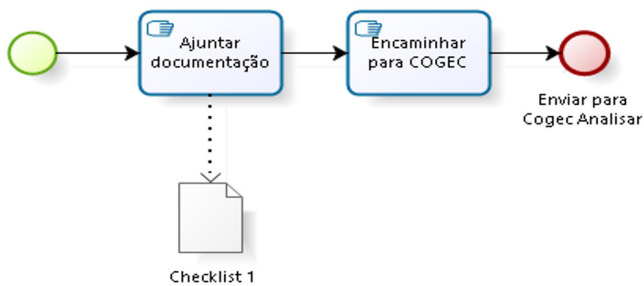 Ajuntar
documentação
Encaminhar
para COGEC
Enviar para
Cogec Analisar
Checklist 1